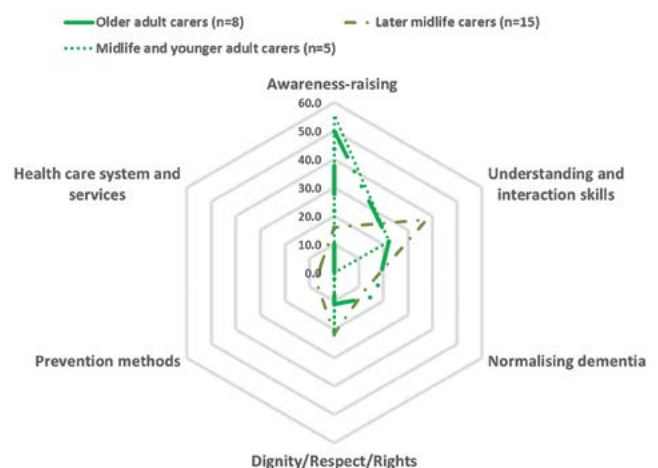 Older adult carers (n=8)
Later midlife carers (n=15)
Midlife and younger adult carers (n=5)
Awareness-raising
60.0
50.0
40.0
30.0
20.0
10.0
0.0
Health care system and
services
Understanding and
interaction skills
Prevention methods
Normalising dementia
Dignity/Respect/Rights